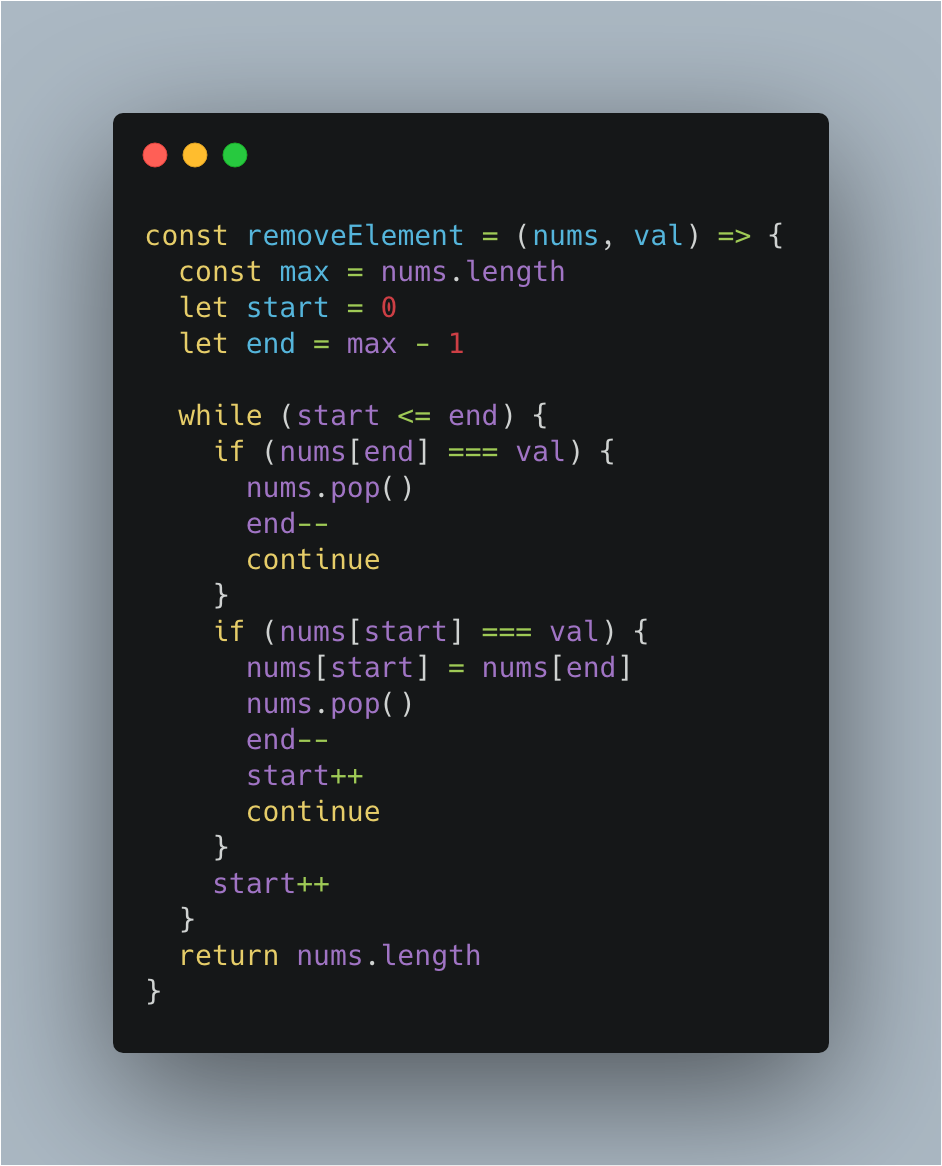 const removeElement = (nums, val) => {
  const max = nums.length
  let start = 0
  let end = max - 1

  while (start <= end) {
    if (nums[end] === val) {
      nums.pop()
      end--
      continue
    }
    if (nums[start] === val) {
      nums[start] = nums[end]
      nums.pop()
      end--
      start++
      continue
    }
    start++
  }
  return nums.length
}